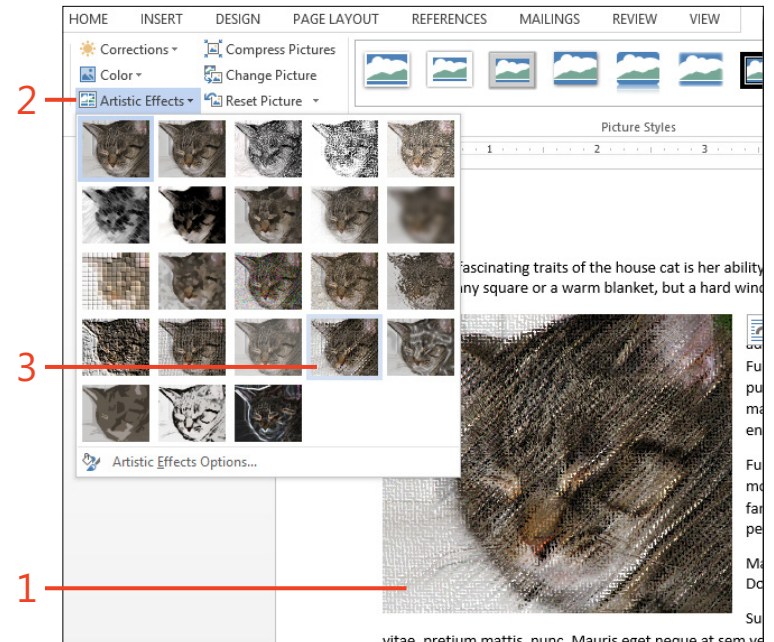 HOME INSERT DESIGN PAGE LAYOUT REFERENCES MAILINGS REVIEW VIEW
Corrections Compress Pictures
Color Change Picture
2 Artistic Effects Reset Picture
Picture Styles
1 2 3
fascinating traits of the house cat is her ability
ny square or a warm blanket, but a hard wind
3
Fu
pu
ma
en
Artistic Effects Options...
Fu
mo
far
pe
Ma
1
Do
Su
vitae, pretium mattis, nunc. Mauris eget neque at sem ve